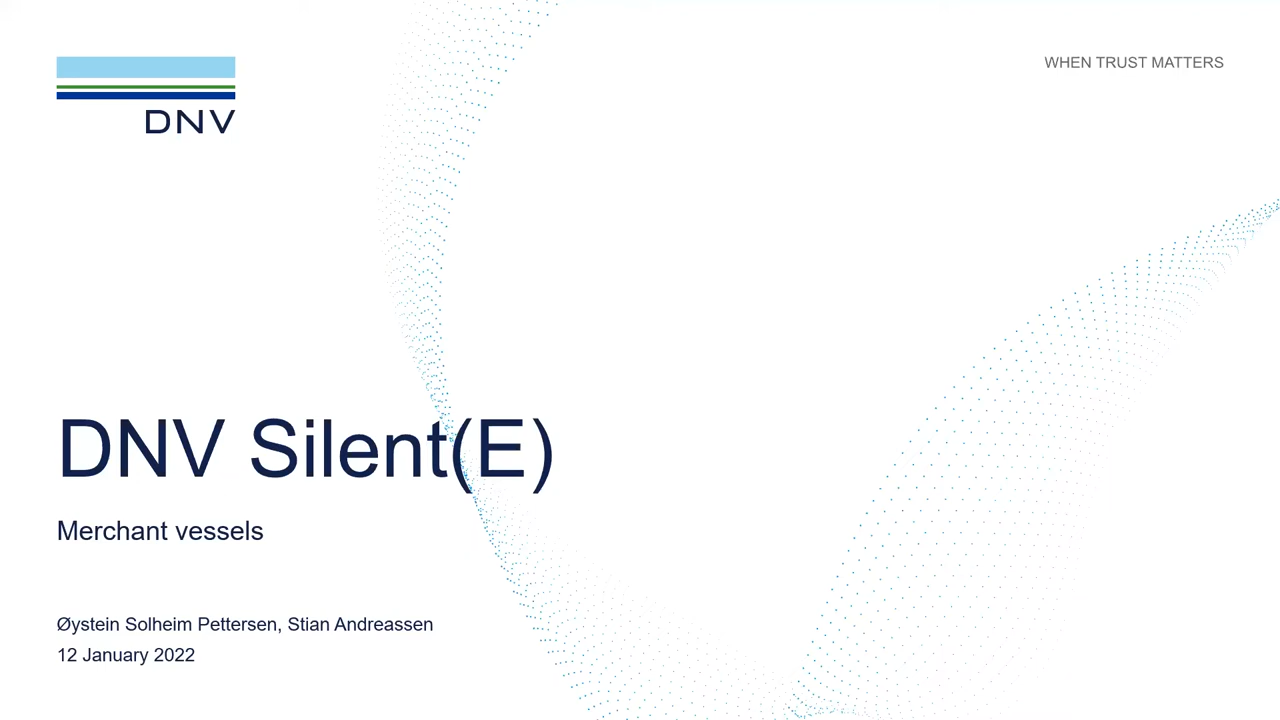 WHEN TRUST MATTERS
DNV
DNV Silent(E)
Merchant vessels
Øystein Solheim Pettersen, Stian Andreassen
12 January 2022